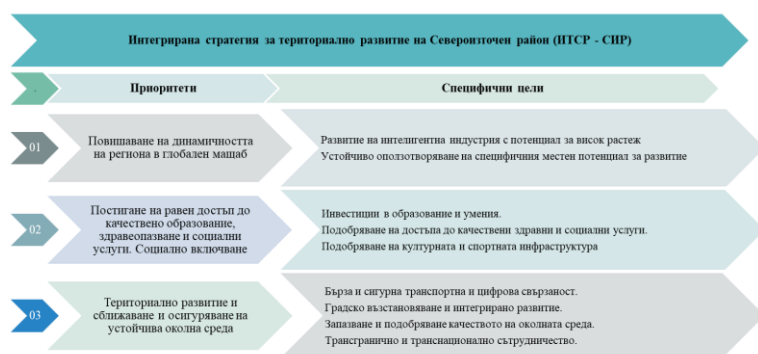 Интегрирана стратегия за териториално развитие на Североизточен район (ИТСР - СИР)
.
Приоритети
Специфични цели
01
Повишаване на динамичността
на региона в глобален мащаб
Развитие на интелигентна индустрия с потенциал за висок растеж
Устойчиво оползотворяване на специфичния местен потенциал за развитие
02
Постигане на равен достъп до
качествено образование,
здравеопазване и социални
услуги. Социално включване
Инвестиции в образование и умения.
Подобряване на достъпа до качествени здравни и социални услуги.
Подобряване на културната и спортната инфраструктура
03
Териториално развитие и
сближаване и осигуряване на
устойчива околна среда
Бърза и сигурна транспортна и цифрова свързаност.
Градско възстановяване и интегрирано развитие.
Запазване и подобряване качеството на околната среда.
Трансгранично и транснационално сътрудничество.